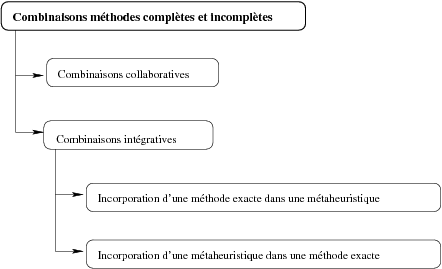 Combinaisons méthodes complètes et incomplètes
Combinaisons collaboratives
Combinaisons intégratives
Incorporation d'une méthode exacte dans une métaheuristique
Incorporation d'une métaheuristique dans une méthode exacte